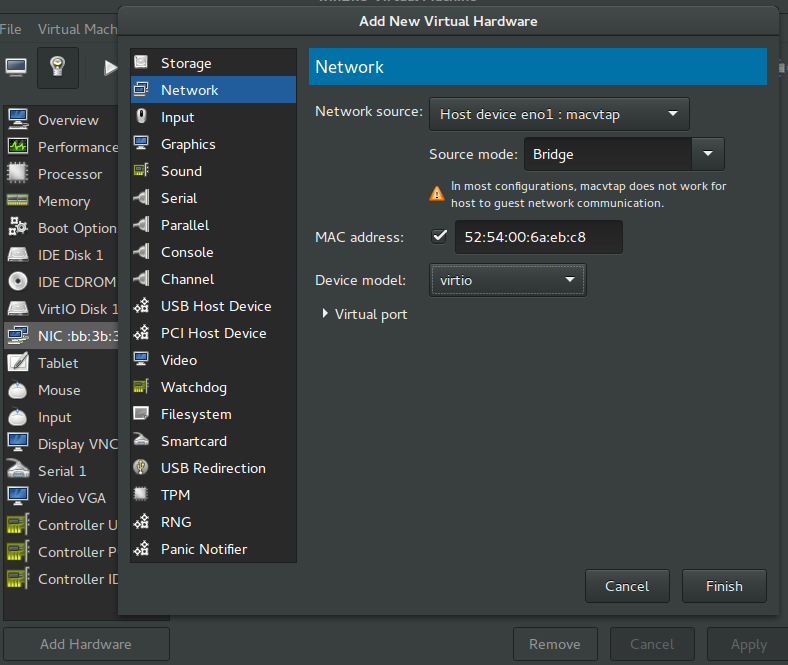 Add New Virtual Hardware
File Virtual Mach
Overview
Performance
Processor
Memory
Boot Option
IDE Disk 1
IDE CDROM
VirtIO Disk 1
NIC :bb:3b:3
Tablet
Mouse
Input
Display VNC
Serial 1
Video VGA
Controller U
Controller P
Controller ID
Storage
Network
Input
Graphics
Sound
Serial
Parallel
Console
Channel
USB Host Device
PCI Host Device
Video
Watchdog
Filesystem
Smartcard
USB Redirection
TPM
RNG
Panic Notifier
Network
Network source: Host device eno1 : macvtap
Source mode: Bridge
In most configurations, macvtap does not work for
host to guest network communication.
MAC address: 52:54:00:6a:eb:c8
Device model: virtio
Virtual port
Cancel Finish
Add Hardware Remove Cancel Apply